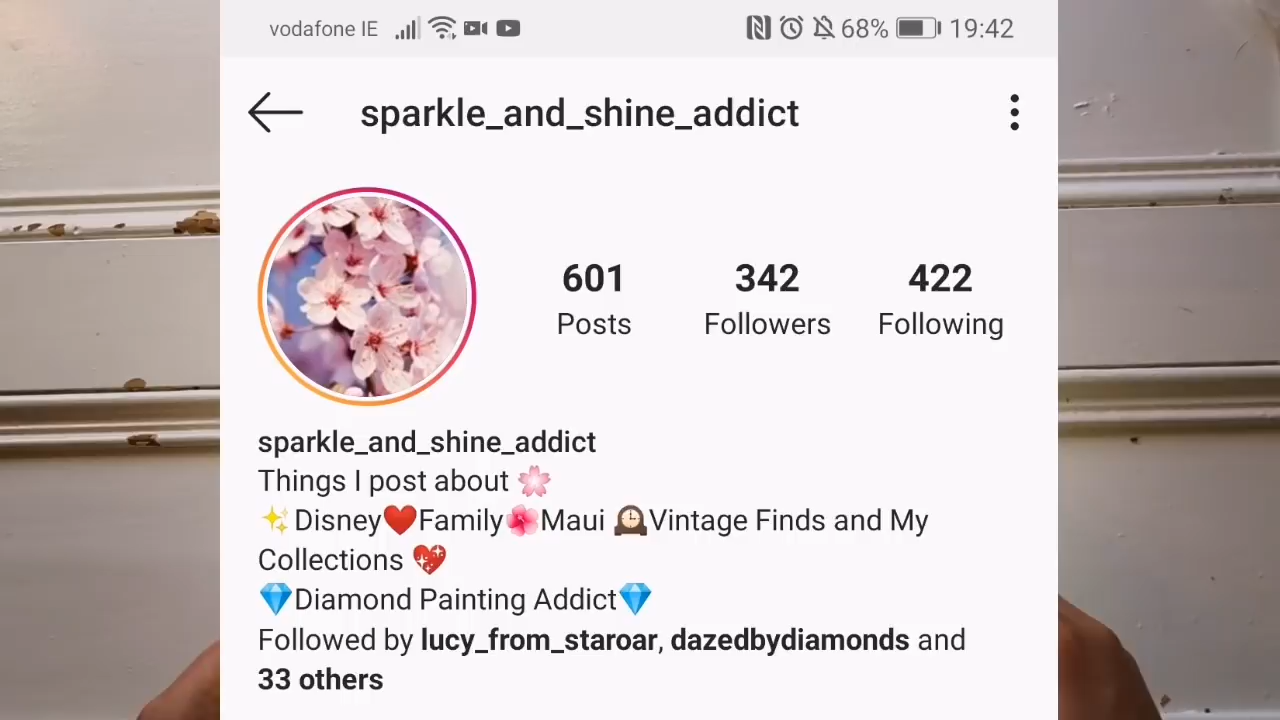 vodafone IE 68% 19:42
sparkle_and_shine_addict
601 342 422
Posts Followers Following
sparkle_and_shine_addict
Things I post about 🌸
✨Disney❤️Family🌺Maui 🕰️Vintage Finds and My
Collections 💖
💎Diamond Painting Addict💎
Followed by lucy_from_staroar, dazedbydiamonds and
33 others